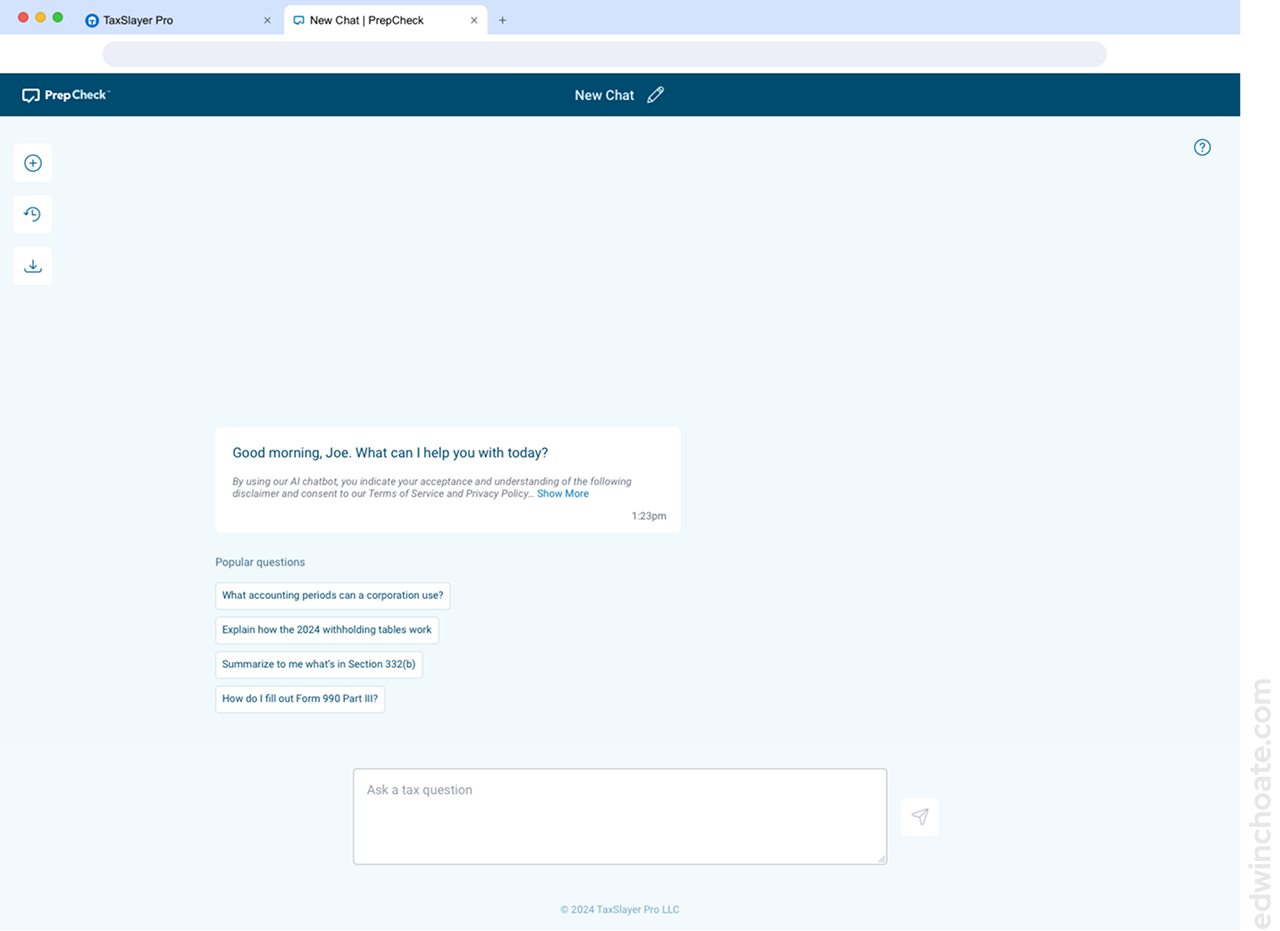 TaxSlayer Pro
New Chat | PrepCheck
PrepCheck™
New Chat
Good morning, Joe. What can I help you with today?
By using our AI chatbot, you indicate your acceptance and understanding of the following
disclaimer and consent to our Terms of Service and Privacy Policy... Show More
1:23pm
Popular questions
What accounting periods can a corporation use?
Explain how the 2024 withholding tables work
Summarize to me what's in Section 332(b)
How do I fill out Form 990 Part III?
Ask a tax question
© 2024 TaxSlayer Pro LLC
edwinchoate.com